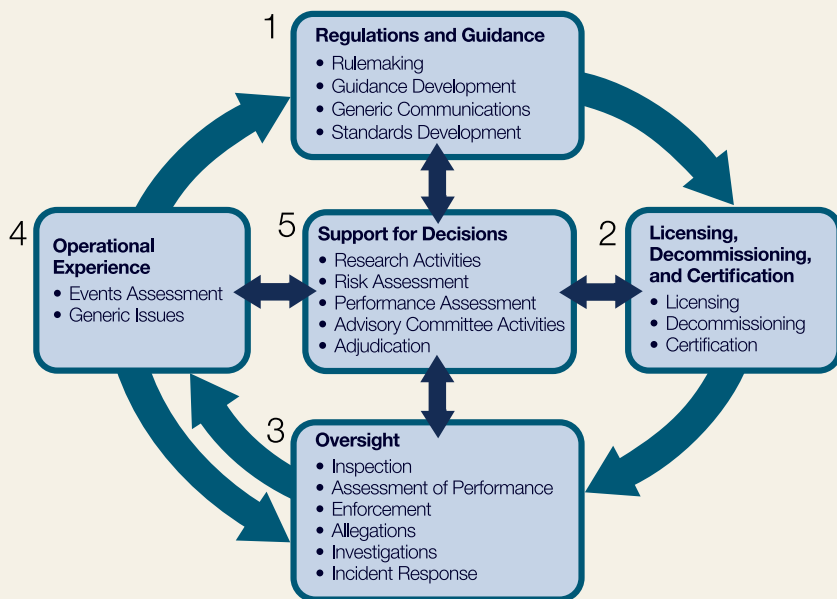 1
Regulations and Guidance
• Rulemaking
• Guidance Development
• Generic Communications
• Standards Development
4
Operational
Experience
• Events Assessment
• Generic Issues
5
Support for Decisions
• Research Activities
• Risk Assessment
• Performance Assessment
• Advisory Committee Activities
• Adjudication
2
Licensing,
Decommissioning,
and Certification
• Licensing
• Decommissioning
• Certification
3
Oversight
• Inspection
• Assessment of Performance
• Enforcement
• Allegations
• Investigations
• Incident Response